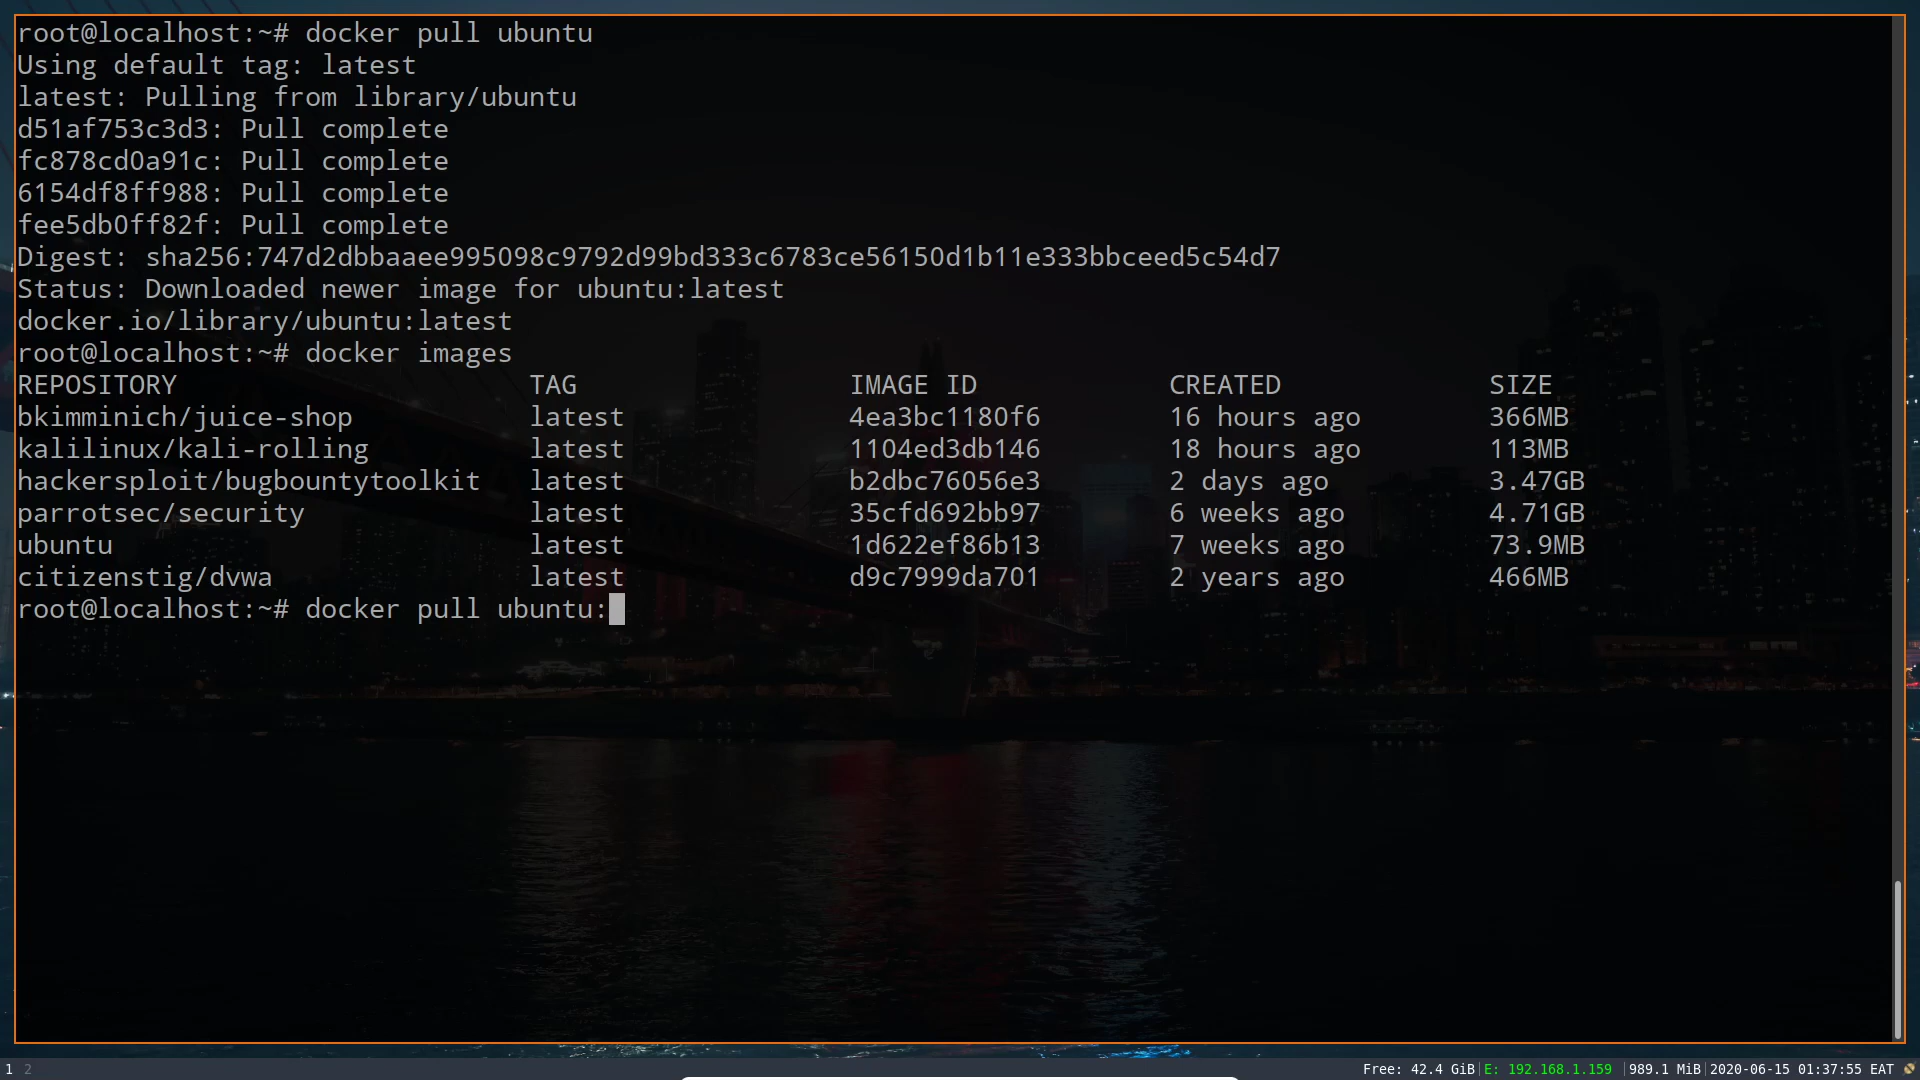 root@localhost:~# docker pull ubuntu
Using default tag: latest
latest: Pulling from library/ubuntu
d51af753c3d3: Pull complete
fc878cd0a91c: Pull complete
6154df8ff988: Pull complete
fee5db0ff82f: Pull complete
Digest: sha256:747d2dbbaaee995098c9792d99bd333c6783ce56150d1b11e333bbceed5c54d7
Status: Downloaded newer image for ubuntu:latest
docker.io/library/ubuntu:latest
root@localhost:~# docker images
REPOSITORY TAG IMAGE ID CREATED SIZE
bkimminich/juice-shop latest 4ea3bc1180f6 16 hours ago 366MB
kalilinux/kali-rolling latest 1104ed3db146 18 hours ago 113MB
hackersploit/bugbountytoolkit latest b2dbc76056e3 2 days ago 3.47GB
parrotsec/security latest 35cfd692bb97 6 weeks ago 4.71GB
ubuntu latest 1d622ef86b13 7 weeks ago 73.9MB
citizenstig/dvwa latest d9c7999da701 2 years ago 466MB
root@localhost:~# docker pull ubuntu:
1 2 Free: 42.4 GiB E: 192.168.1.159 989.1 MiB 2020-06-15 01:37:55 EAT